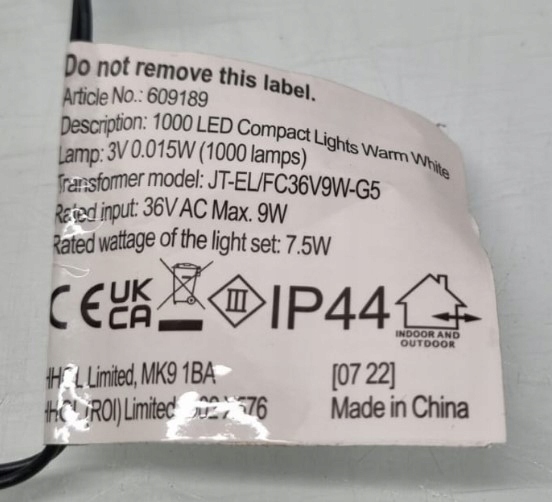 Do not remove this label.
Article No.: 609189
Description: 1000 LED Compact Lights Warm White
Lamp: 3V 0.015W (1000 lamps)
Transformer model: JT-EL/FC36V9W-G5
Rated input: 36V AC Max. 9W
Rated wattage of the light set: 7.5W
CE UK
CA III IP44
INDOOR AND
OUTDOOR
Limited, MK9 1BA [07 22]
(ROI) Limited Made in China